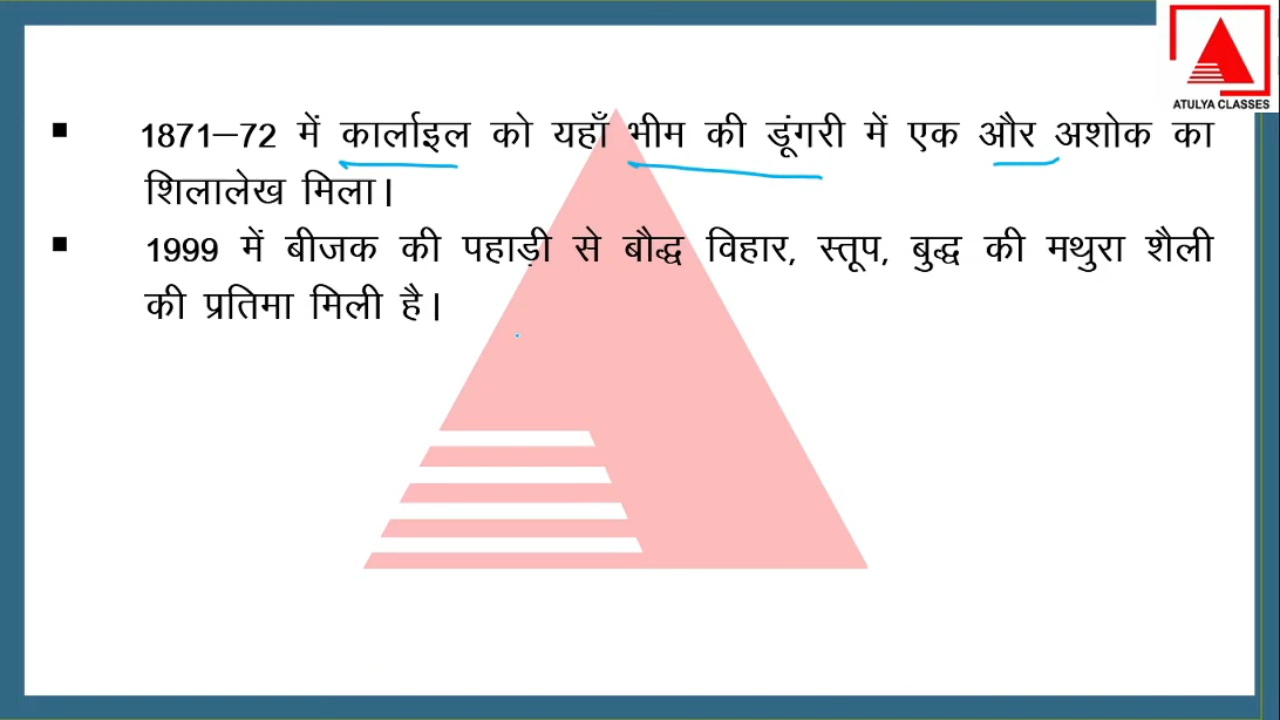 ATULYA CLASSES
▪ 1871–72 में कार्लाइल को यहाँ भीम की डूंगरी में एक और अशोक का
शिलालेख मिला।
▪ 1999 में बीजक की पहाड़ी से बौद्ध विहार, स्तूप, बुद्ध की मथुरा शैली
की प्रतिमा मिली है।